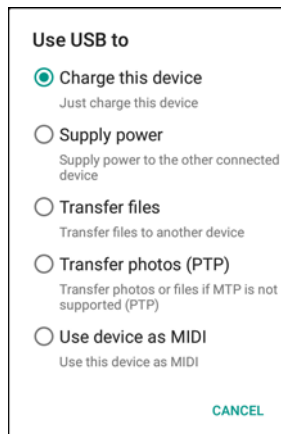 Use USB to
Charge this device
Just charge this device
Supply power
Supply power to the other connected
device
Transfer files
Transfer files to another device
Transfer photos (PTP)
Transfer photos or files if MTP is not
supported (PTP)
Use device as MIDI
Use this device as MIDI
CANCEL